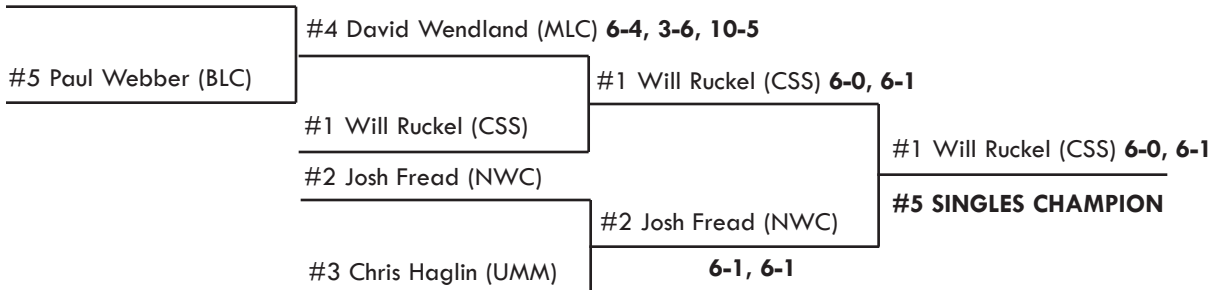 #4 David Wendland (MLC) 6-4, 3-6, 10-5
#5 Paul Webber (BLC)
#1 Will Ruckel (CSS) 6-0, 6-1
#1 Will Ruckel (CSS)
#1 Will Ruckel (CSS) 6-0, 6-1
#2 Josh Fread (NWC)
#5 SINGLES CHAMPION
#2 Josh Fread (NWC)
#3 Chris Haglin (UMM)
6-1, 6-1